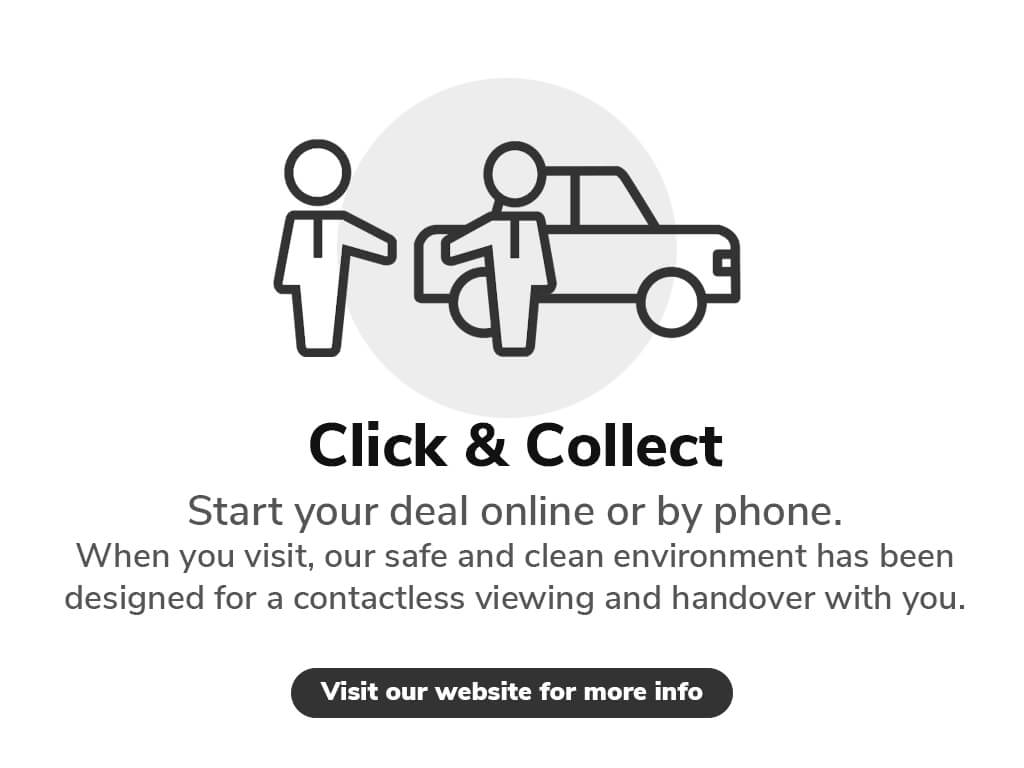 Click & Collect
Start your deal online or by phone.
When you visit, our safe and clean environment has been
designed for a contactless viewing and handover with you.
Visit our website for more info